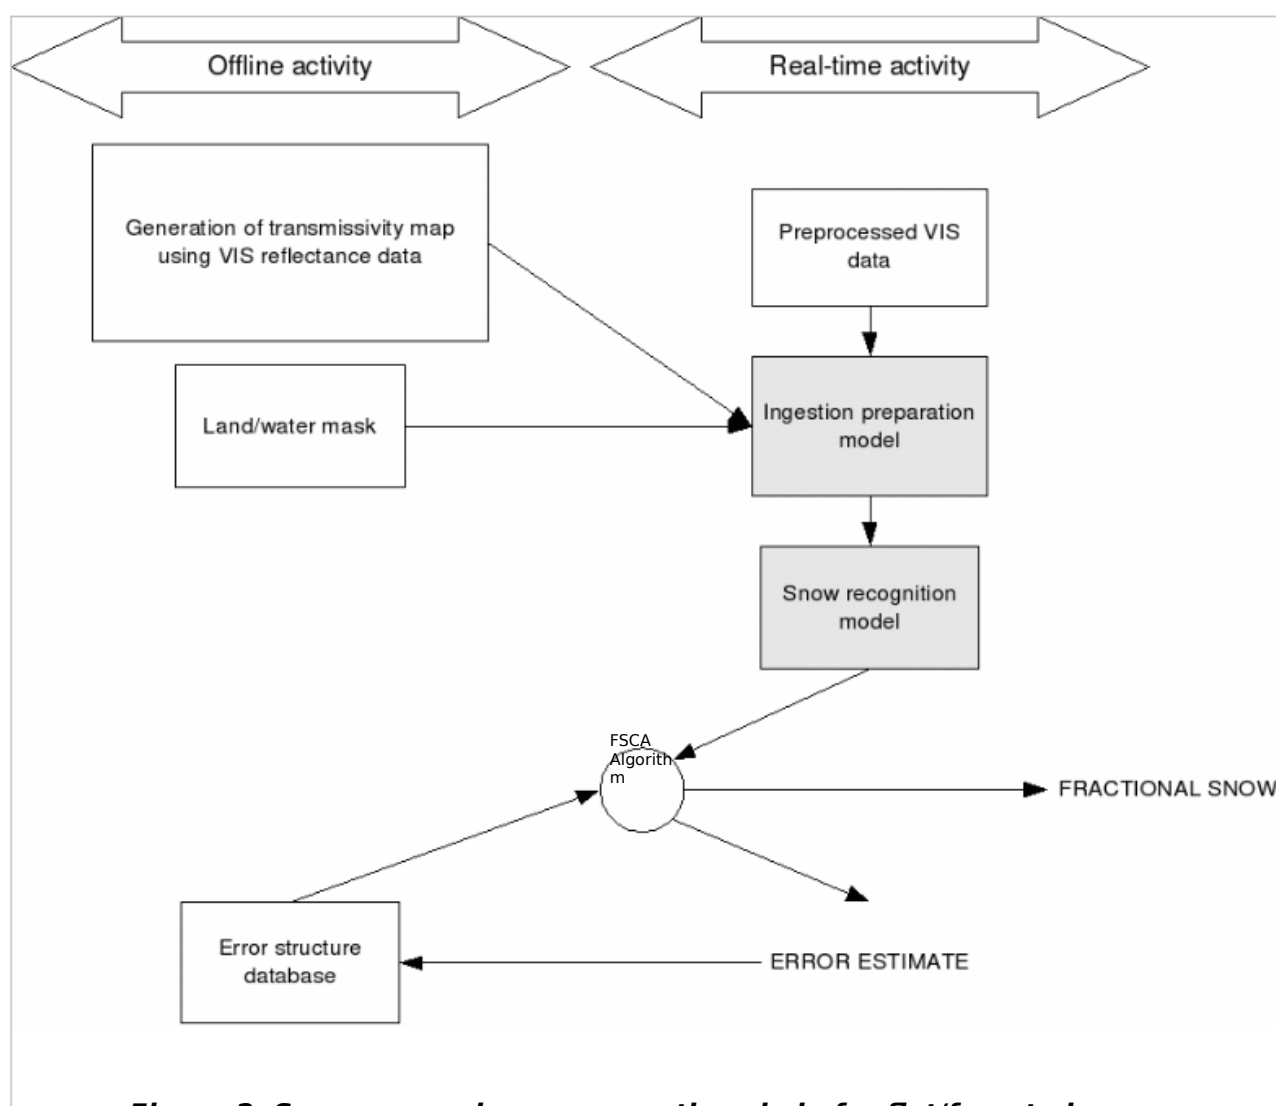 Offline activity
Real-time activity
Generation of transmissivity map
using VIS reflectance data
Preprocessed VIS
data
Land/water mask
Ingestion preparation
model
Snow recognition
model
FSCA
Algorith
m
FRACTIONAL SNOW
Error structure
database
ERROR ESTIMATE